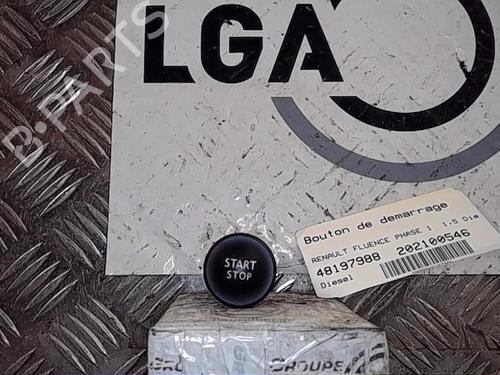 LGA
B-PARTS
START
STOP
Bouton de demarrage
RENAULT FLUENCE PHASE 1 1.5 Die
48197988 202100546
Diesel
GROUPE